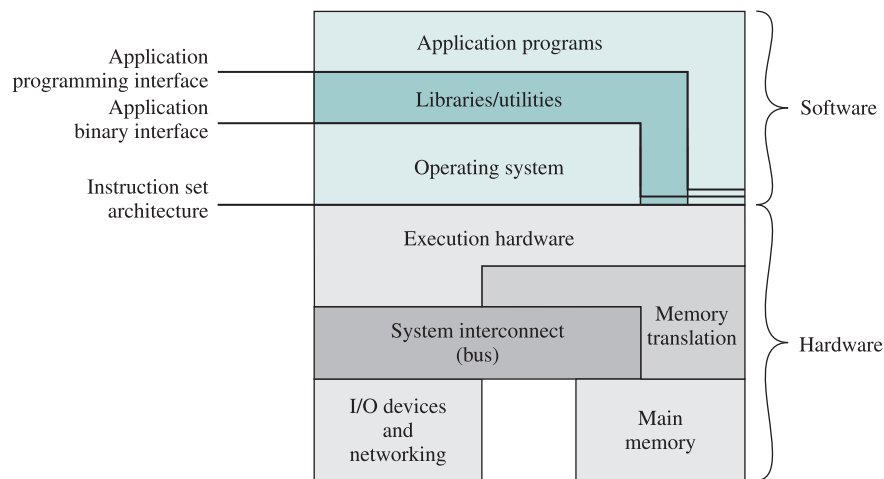 Application programs
Application
programming interface
Libraries/utilities
Software
Application
binary interface
Operating system
Instruction set
architecture
Execution hardware
Memory
translation
System interconnect
(bus)
Hardware
I/O devices
and
networking
Main
memory